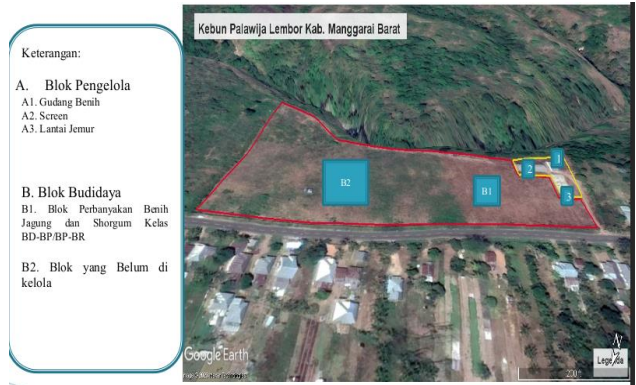 Kebun Palawija Lembor Kab. Manggarai Barat
Keterangan:
A. Blok Pengelola
A1. Gudang Benih
A2. Screen
A3. Lantai Jemur
B. Blok Budidaya
B1. Blok Perbanyakan Benih
Jagung dan Shorgum Kelas
BD-BP/BP-BR
B2. Blok yang Belum di
kelola
B2
B1
1
2
3
Google Earth
N